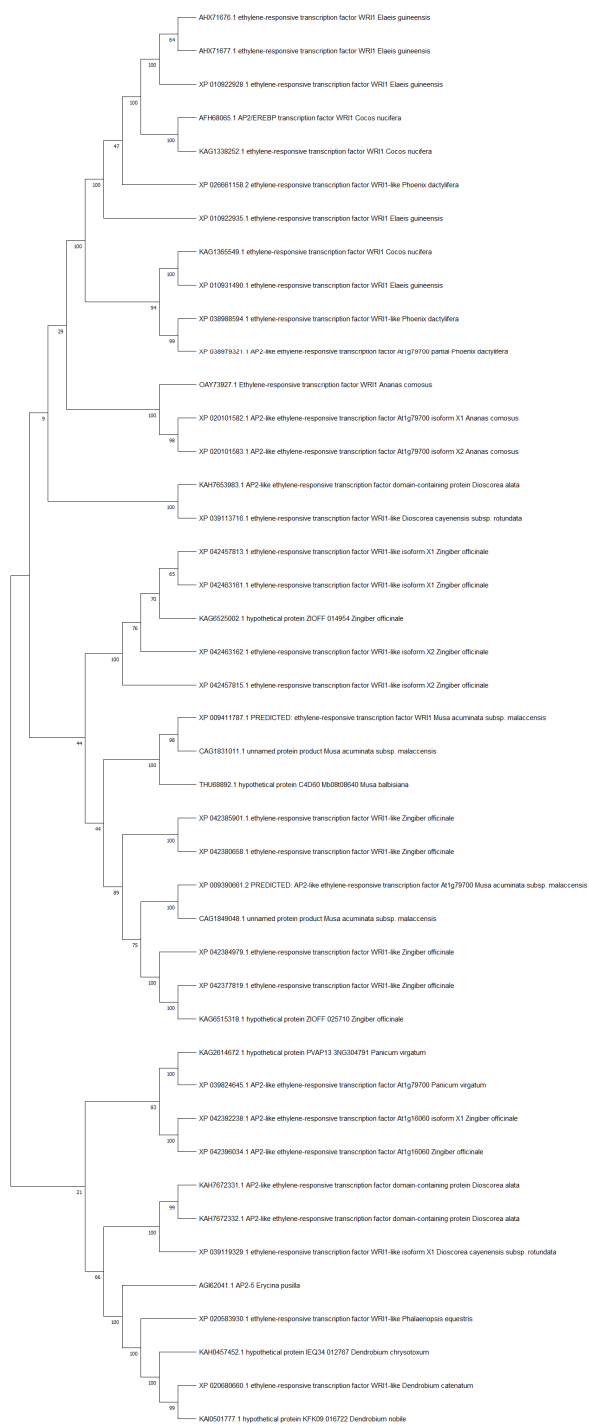 AHX71676.1 ethylene-responsive transcription factor WRI1 Elaeis guineensis
64
AHX71677.1 ethylene-responsive transcription factor WRI1 Elaeis guineensis
100
XP 010922928.1 ethylene-responsive transcription factor WRI1 Elaeis guineensis
100
AFH68065.1 AP2/EREBP transcription factor WRI1 Cocos nucifera
100
47
KAG1338252.1 ethylene-responsive transcription factor WRI1 Cocos nucifera
100
XP 026661158.2 ethylene-responsive transcription factor WRI1-like Phoenix dactylifera
XP 010922935.1 ethylene-responsive transcription factor WRI1 Elaeis guineensis
100
KAG1365549.1 ethylene-responsive transcription factor WRI1 Cocos nucifera
100
XP 010931490.1 ethylene-responsive transcription factor WRI1 Elaeis guineensis
94
XP 038988594.1 ethylene-responsive transcription factor WRI1-like Phoenix dactylifera
29
99
XP 038979321.1 AP2-like ethylene-responsive transcription factor At1g79700 partial Phoenix dactylifera
OAY73927.1 Ethylene-responsive transcription factor WRI1 Ananas comosus
9
100
XP 020101582.1 AP2-like ethylene-responsive transcription factor At1g79700 isoform X1 Ananas comosus
98
XP 020101583.1 AP2-like ethylene-responsive transcription factor At1g79700 isoform X2 Ananas comosus
KAH7653983.1 AP2-like ethylene-responsive transcription factor domain-containing protein Dioscorea alata
100
XP 039113716.1 ethylene-responsive transcription factor WRI1-like Dioscorea cayenensis subsp. rotundata
XP 042457813.1 ethylene-responsive transcription factor WRI1-like isoform X1 Zingiber officinale
65
XP 042463161.1 ethylene-responsive transcription factor WRI1-like isoform X1 Zingiber officinale
70
KAG6525002.1 hypothetical protein ZIOFF 014954 Zingiber officinale
76
XP 042463162.1 ethylene-responsive transcription factor WRI1-like isoform X2 Zingiber officinale
100
XP 042457815.1 ethylene-responsive transcription factor WRI1-like isoform X2 Zingiber officinale
XP 009411787.1 PREDICTED: ethylene-responsive transcription factor WRI1 Musa acuminata subsp. malaccensis
44
98
CAG1831011.1 unnamed protein product Musa acuminata subsp. malaccensis
100
THU68892.1 hypothetical protein C4D60 Mb08t08640 Musa balbisiana
XP 042385901.1 ethylene-responsive transcription factor WRI1-like Zingiber officinale
44
100
XP 042380658.1 ethylene-responsive transcription factor WRI1-like Zingiber officinale
XP 009390661.2 PREDICTED: AP2-like ethylene-responsive transcription factor At1g79700 Musa acuminata subsp. malaccensis
89
100
CAG1849048.1 unnamed protein product Musa acuminata subsp. malaccensis
75
XP 042384979.1 ethylene-responsive transcription factor WRI1-like Zingiber officinale
100
XP 042377819.1 ethylene-responsive transcription factor WRI1-like Zingiber officinale
100
KAG6515318.1 hypothetical protein ZIOFF 025710 Zingiber officinale
KAG2614672.1 hypothetical protein PVAP13 3NG304791 Panicum virgatum
100
XP 039824645.1 AP2-like ethylene-responsive transcription factor At1g79700 Panicum virgatum
83
XP 042392238.1 AP2-like ethylene-responsive transcription factor At1g16060 isoform X1 Zingiber officinale
100
XP 042396034.1 AP2-like ethylene-responsive transcription factor At1g16060 Zingiber officinale
KAH7672331.1 AP2-like ethylene-responsive transcription factor domain-containing protein Dioscorea alata
21
99
KAH7672332.1 AP2-like ethylene-responsive transcription factor domain-containing protein Dioscorea alata
100
XP 039119329.1 ethylene-responsive transcription factor WRI1-like isoform X1 Dioscorea cayenensis subsp. rotundata
66
AGI62041.1 AP2-5 Erycina pusilla
100
XP 020583930.1 ethylene-responsive transcription factor WRI1-like Phalaenopsis equestris
100
KAH0457452.1 hypothetical protein IEQ34 012767 Dendrobium chrysotoxum
100
XP 020680660.1 ethylene-responsive transcription factor WRI1-like Dendrobium catenatum
99
KAI0501777.1 hypothetical protein KFK09 016722 Dendrobium nobile